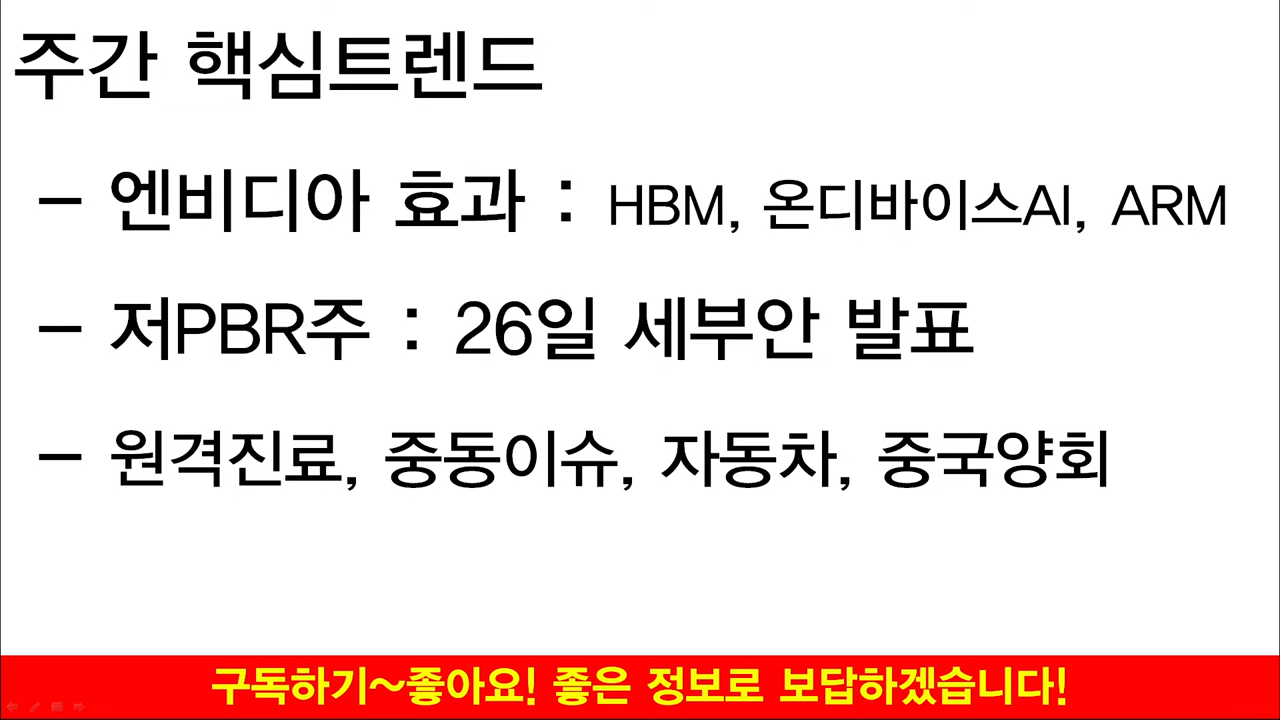 주간 핵심트렌드
– 엔비디아 효과 : HBM, 온디바이스AI, ARM
– 저PBR주 : 26일 세부안 발표
– 원격진료, 중동이슈, 자동차, 중국양회
구독하기~좋아요! 좋은 정보로 보답하겠습니다!